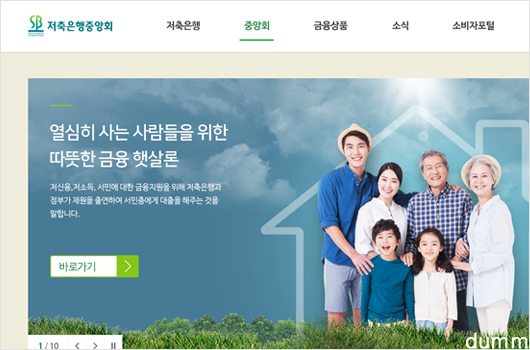 SB 저축은행중앙회
저축은행
중앙회
금융상품
소식
소비자포털
열심히 사는 사람들을 위한
따뜻한 금융 햇살론
저신용,저소득, 서민에 대한 금융지원을 위해 저축은행과
정부가 재원을 출연하여 서민층에게 대출을 해주는 것을
말합니다.
바로가기
1 / 10
dumm